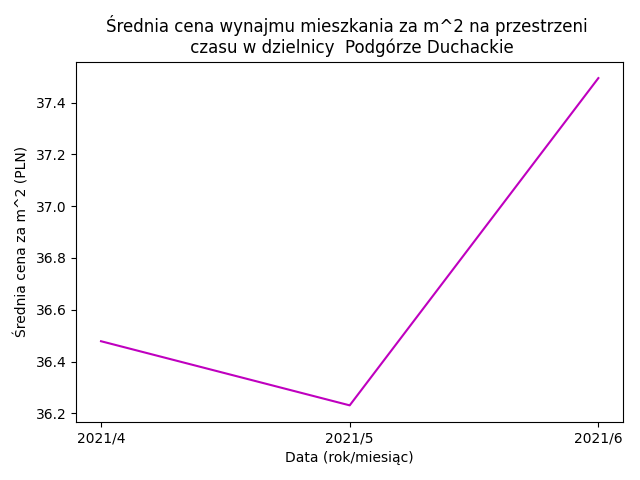 Średnia cena wynajmu mieszkania za m^2 na przestrzeni
czasu w dzielnicy  Podgórze Duchackie
Średnia cena za m^2 (PLN)
37.4
37.2
37.0
36.8
36.6
36.4
36.2
2021/4
2021/5
2021/6
Data (rok/miesiąc)